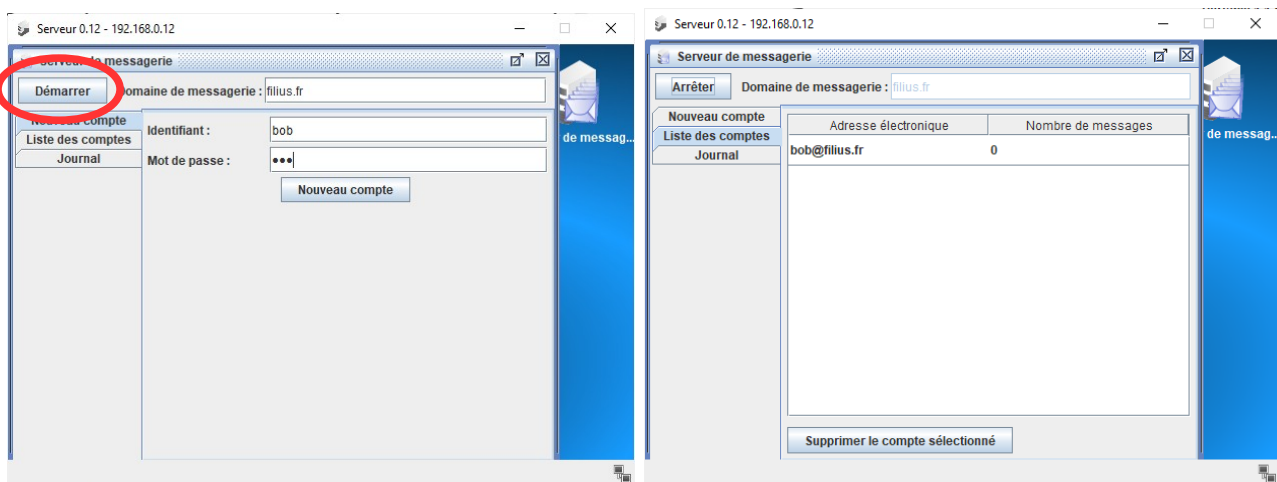 Serveur 0.12 - 192.168.0.12
Serveur de messagerie
Démarrer Domaine de messagerie : filius.fr
Nouveau compte
Liste des comptes
Journal
Identifiant : bob
Mot de passe : •••
Nouveau compte
de messag...
Serveur 0.12 - 192.168.0.12
Serveur de messagerie
Arrêter Domaine de messagerie : filius.fr
Nouveau compte
Liste des comptes
Journal
Adresse électronique Nombre de messages
bob@filius.fr 0
Supprimer le compte sélectionné
de messag...